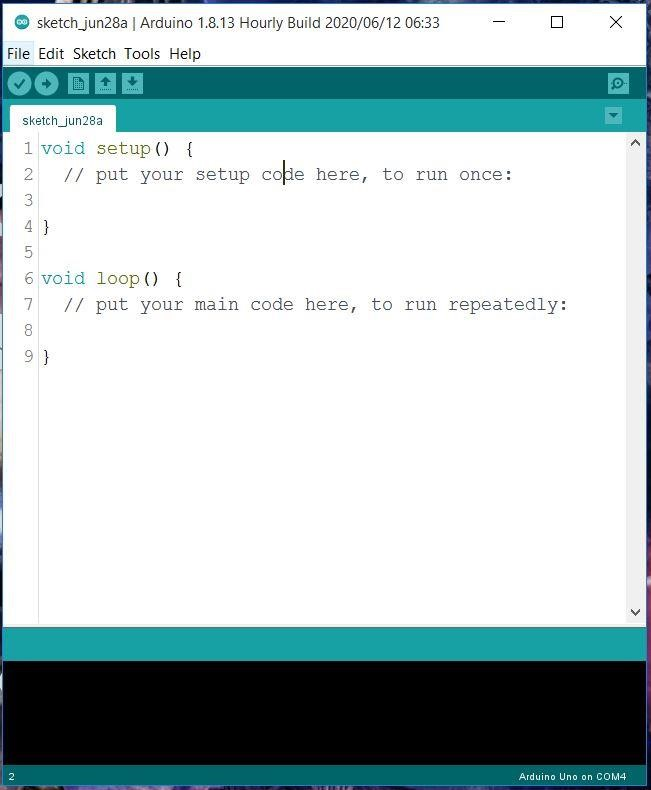 sketch_jun28a | Arduino 1.8.13 Hourly Build 2020/06/12 06:33
File Edit Sketch Tools Help
sketch_jun28a
1 void setup() {
2   // put your setup code here, to run once:
3
4 }
5
6 void loop() {
7   // put your main code here, to run repeatedly:
8
9 }
2 Arduino Uno on COM4